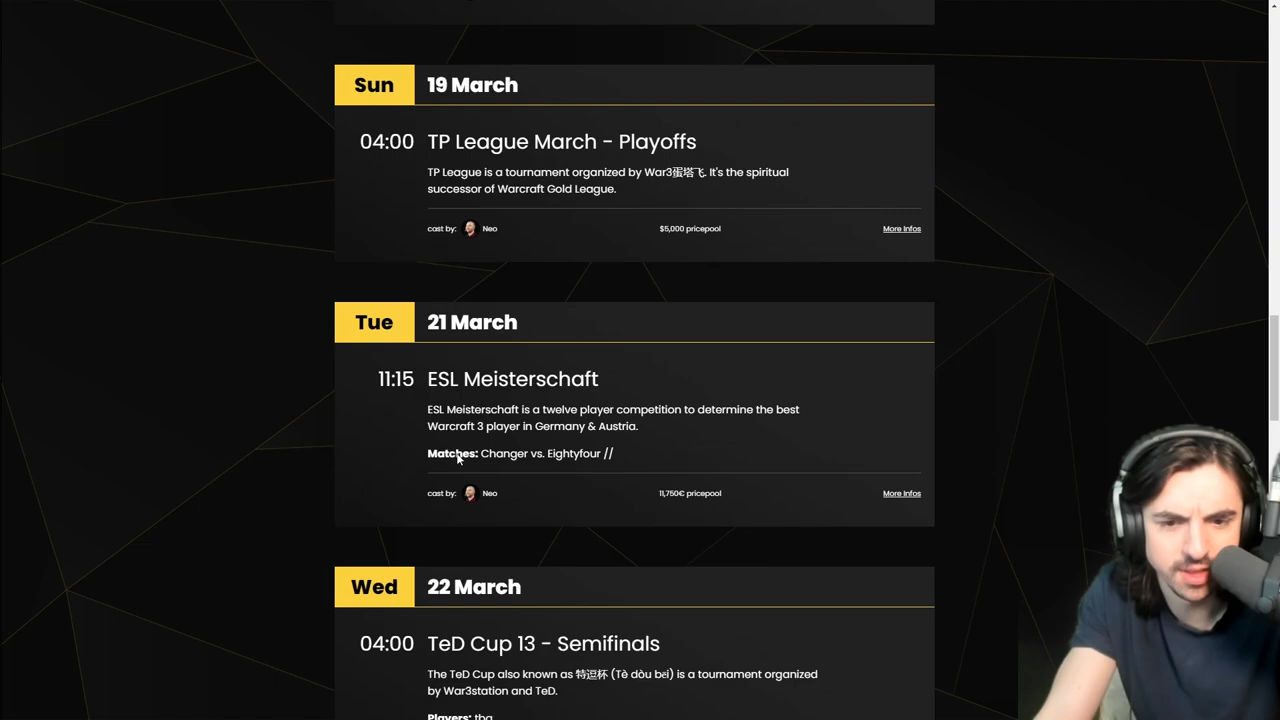 Sun 19 March
04:00 TP League March - Playoffs
TP League is a tournament organized by War3蛋塔飞. It's the spiritual
successor of Warcraft Gold League.
cast by: Neo $5,000 pricepool More Infos
Tue 21 March
11:15 ESL Meisterschaft
ESL Meisterschaft is a twelve player competition to determine the best
Warcraft 3 player in Germany & Austria.
Matches: Changer vs. Eightyfour //
cast by: Neo 11,750€ pricepool More Infos
Wed 22 March
04:00 TeD Cup 13 - Semifinals
The TeD Cup also known as 特逗杯 (Tè dòu bēi) is a tournament organized
by War3station and TeD.
Players: tba